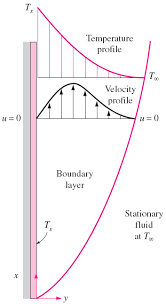 Tₛ
Temperature
profile
T∞
Velocity
profile
u = 0
u = 0
Boundary
layer
Stationary
fluid
at T∞
Tₛ
x
y